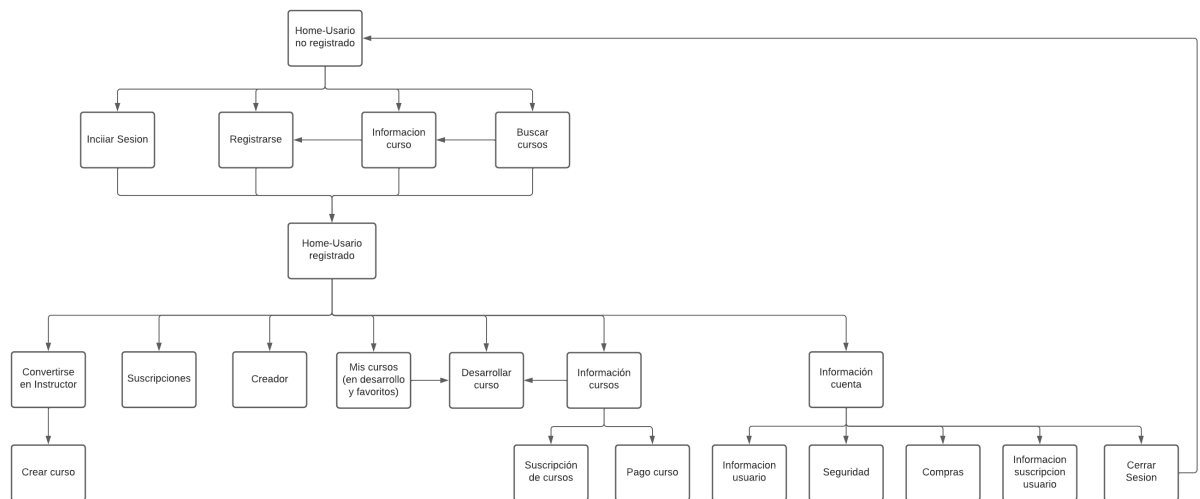 Home-Usario
no registrado
Inciiar Sesion
Registrarse
Informacion
curso
Buscar
cursos
Home-Usario
registrado
Convertirse
en Instructor
Suscripciones
Creador
Mis cursos
(en desarrollo
y favoritos)
Desarrollar
curso
Información
cursos
Información
cuenta
Crear curso
Suscripción
de cursos
Pago curso
Informacion
usuario
Seguridad
Compras
Informacion
suscripcion
usuario
Cerrar
Sesion